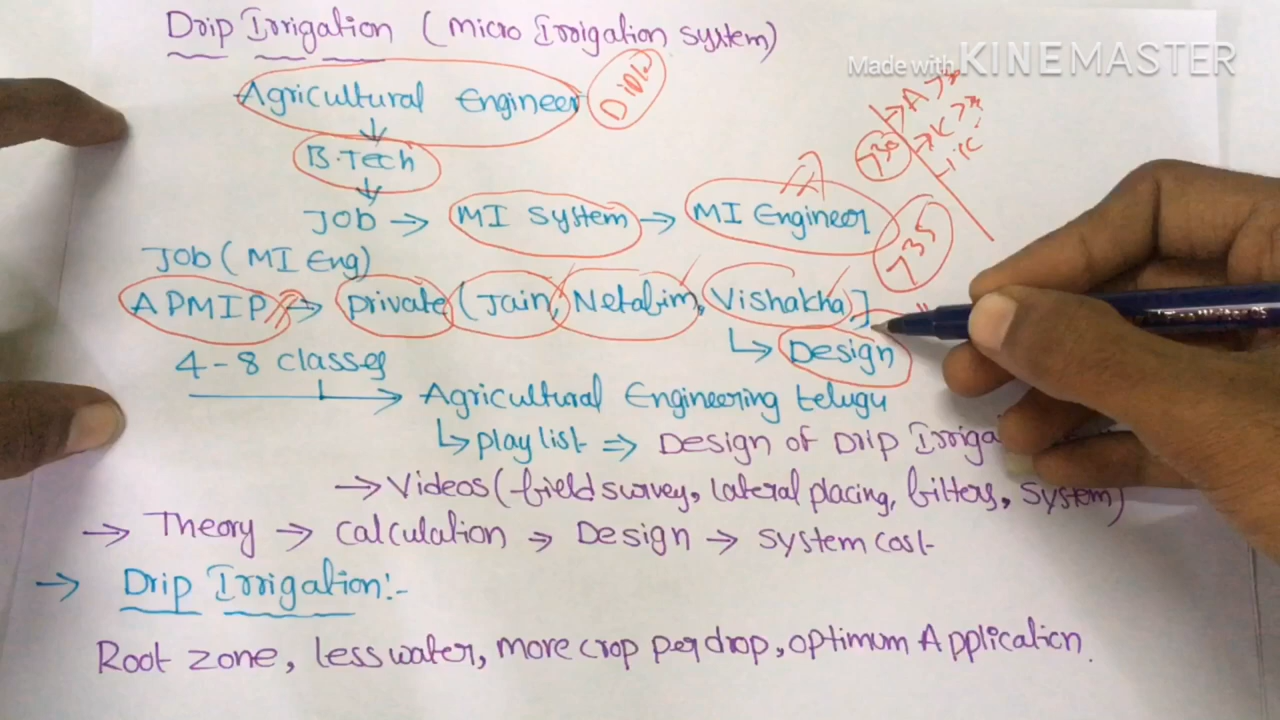 Drip Irrigation (micro Irrigation system)
Made with KINEMASTER
Agricultural Engineer
B.Tech
JOB → MI System → MI Engineer
730
735
JOB (MI Eng)
APMIP → private (Jain, Netafim, Vishakha,]
↳ Design
4-8 classes
→ Agricultural Engineering telugu
↳ playlist ⇒ Design of Drip Irriga
→ Videos (field survey, lateral placing, filters, system)
→ Theory → calculation → Design → system cost
→ Drip Irrigation:-
Root zone, less water, more crop per drop, optimum Application.